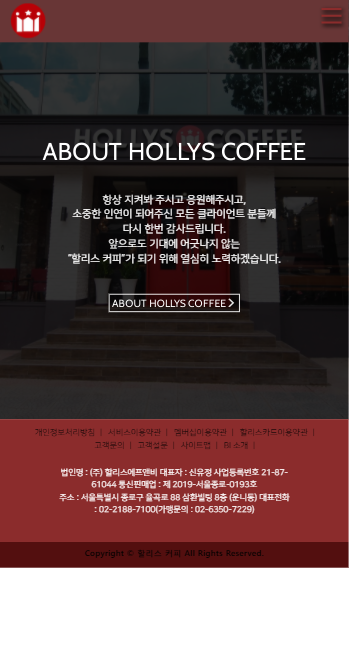 HOLLYS COFFEE
ABOUT HOLLYS COFFEE
항상 지켜봐 주시고 응원해주시고,
소중한 인연이 되어주신 모든 클라이언트 분들께
다시 한번 감사드립니다.
앞으로도 기대에 어긋나지 않는
"할리스 커피"가 되기 위해 열심히 노력하겠습니다.
ABOUT HOLLYS COFFEE >
개인정보처리방침 | 서비스이용약관 | 멤버십이용약관 | 할리스카드이용약관 |
고객문의 | 고객설문 | 사이트맵 | BI 소개 |
법인명 : (주) 할리스에프앤비 대표자 : 신유정 사업등록번호 21-87-
61044 통신판매업 : 제 2019-서울종로-0193호
주소 : 서울특별시 종로구 율곡로 88 삼환빌딩 8층 (운니동) 대표전화
: 02-2188-7100(가맹문의 : 02-6350-7229)
Copyright © 할리스 커피 All Rights Reserved.